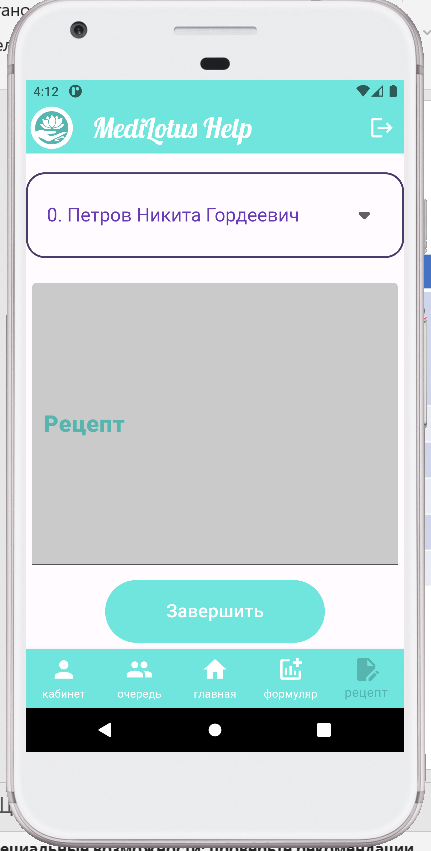 4:12
MediLotus Help
0. Петров Никита Гордеевич
Рецепт
Завершить
кабинет
очередь
главная
формуляр
рецепт